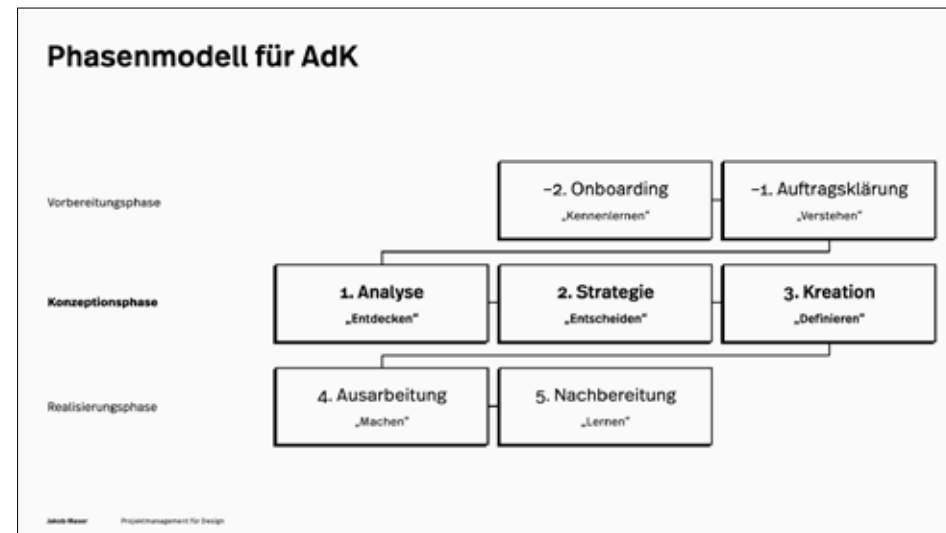 Phasenmodell für AdK
Vorbereitungsphase
–2. Onboarding
„Kennenlernen“
–1. Auftragsklärung
„Verstehen“
Konzeptionsphase
1. Analyse
„Entdecken“
2. Strategie
„Entscheiden“
3. Kreation
„Definieren“
Realisierungsphase
4. Ausarbeitung
„Machen“
5. Nachbereitung
„Lernen“
Jakob Maser Projektmanagement für Design